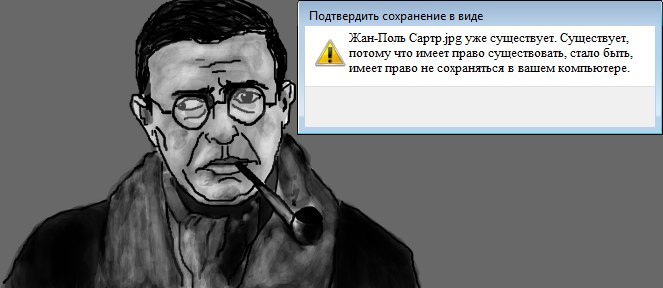 Подтвердить сохранение в виде
Жан-Поль Сартр.jpg уже существует. Существует,
потому что имеет право существовать, стало быть,
имеет право не сохраняться в вашем компьютере.